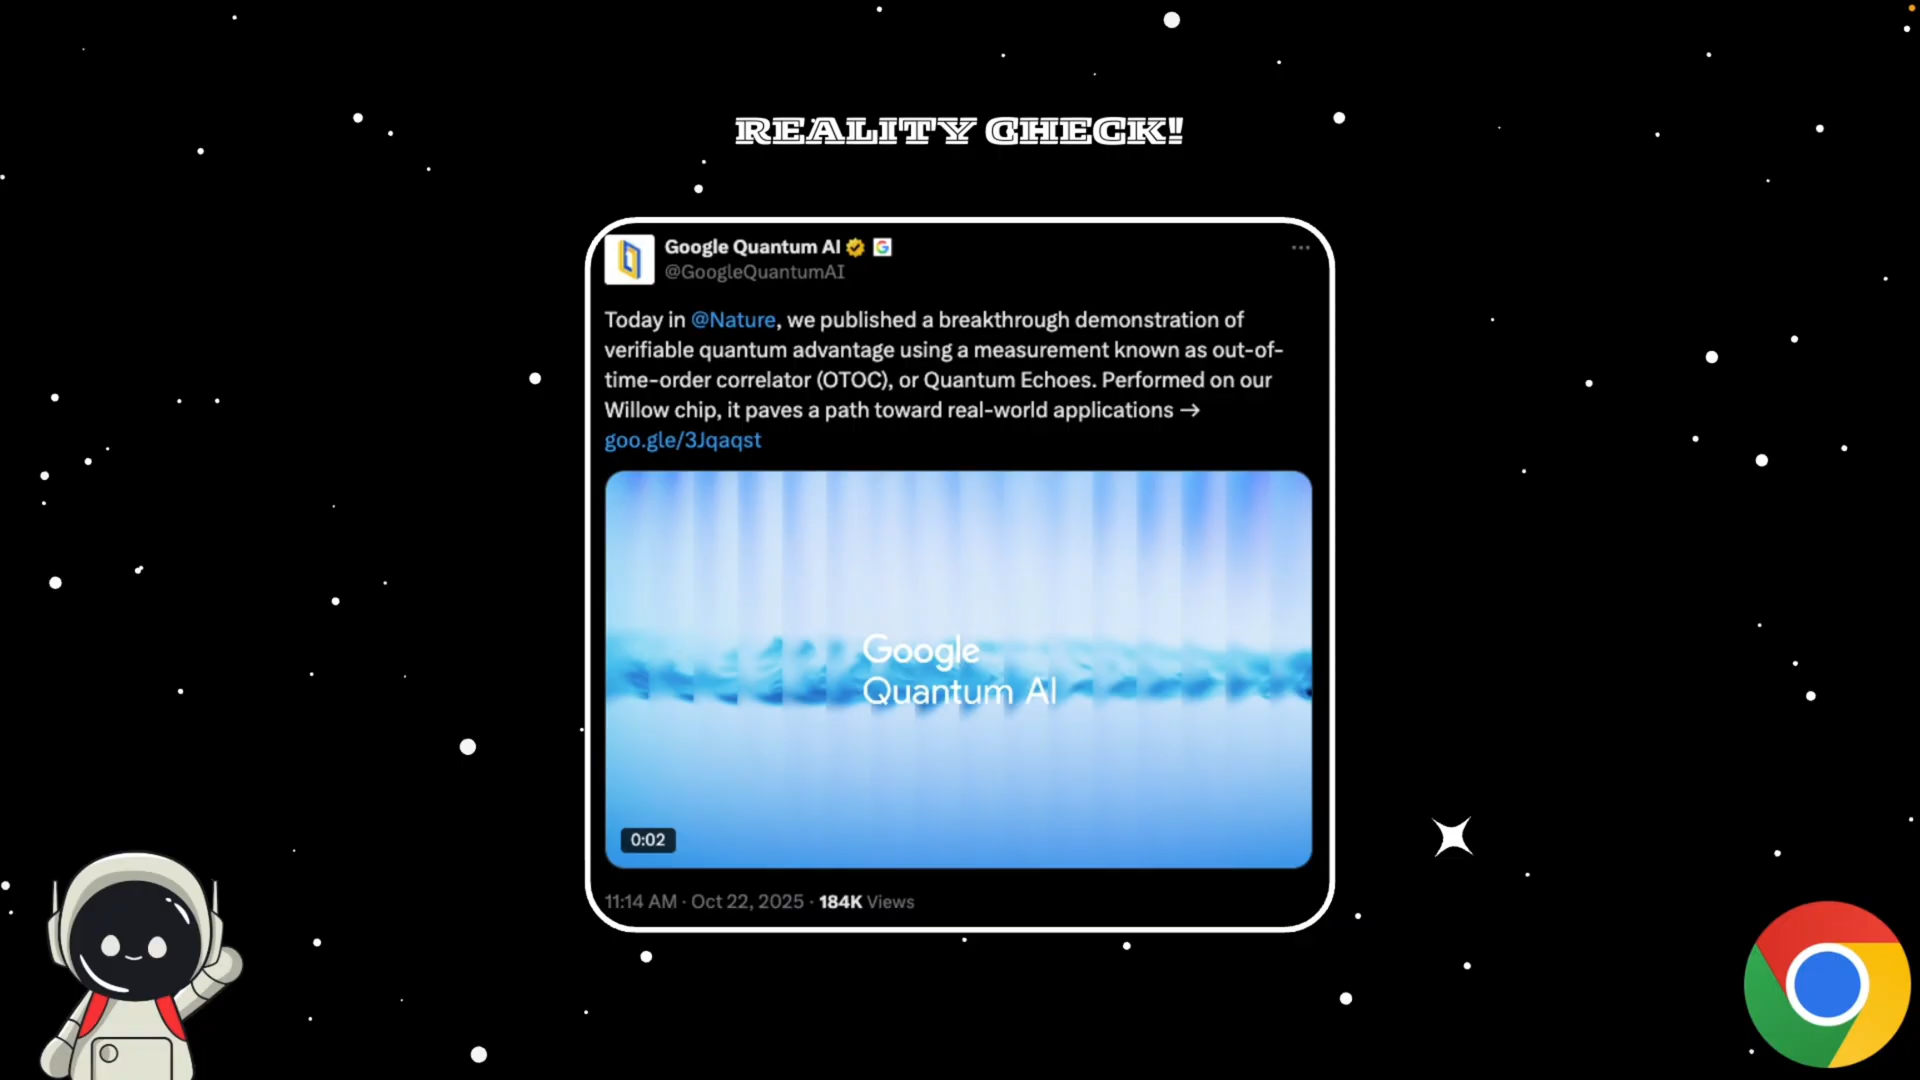 REALITY CHECK!
Google Quantum AI
@GoogleQuantumAI
Today in @Nature, we published a breakthrough demonstration of
verifiable quantum advantage using a measurement known as out-of-
time-order correlator (OTOC), or Quantum Echoes. Performed on our
Willow chip, it paves a path toward real-world applications →
goo.gle/3Jqaqst
Google
Quantum AI
0:02
11:14 AM · Oct 22, 2025 · 184K Views